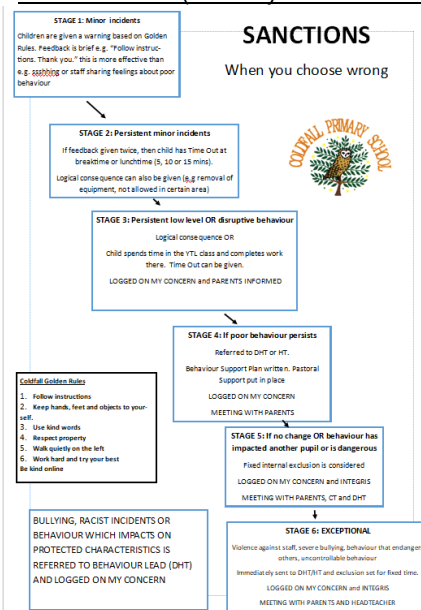 SANCTIONS
When you choose wrong
COLDFALL PRIMARY SCHOOL
STAGE 1: Minor incidents
Children are given a warning based on Golden
Rules. Feedback is brief e.g. "Follow instruc-
tions. Thank you." this is more effective than
e.g. sshhing or staff sharing feelings about poor
behaviour
STAGE 2: Persistent minor incidents
If feedback given twice, then child has Time Out at
breaktime or lunchtime (5, 10 or 15 mins).
Logical consequence can also be given (e,g removal of
equipment, not allowed in certain area)
STAGE 3: Persistent low level OR disruptive behaviour
Logical consequence OR
Child spends time in the YTL class and completes work
there. Time Out can be given.
LOGGED ON MY CONCERN and PARENTS INFORMED
STAGE 4: If poor behaviour persists
Referred to DHT or HT.
Behaviour Support Plan written. Pastoral
Support put in place
LOGGED ON MY CONCERN
MEETING WITH PARENTS
Coldfall Golden Rules
1. Follow instructions
2. Keep hands, feet and objects to your-
self.
3. Use kind words
4. Respect property
5. Walk quietly on the left
6. Work hard and try your best
Be kind online
STAGE 5: If no change OR behaviour has
impacted another pupil or is dangerous
Fixed internal exclusion is considered
LOGGED ON MY CONCERN and INTEGRIS
MEETING WITH PARENTS, CT and DHT
BULLYING, RACIST INCIDENTS OR
BEHAVIOUR WHICH IMPACTS ON
PROTECTED CHARACTERISTICS IS
REFERRED TO BEHAVIOUR LEAD (DHT)
AND LOGGED ON MY CONCERN
STAGE 6: EXCEPTIONAL
Violence against staff, severe bullying, behaviour that endanger
others, uncontrollable behaviour
Immediately sent to DHT/HT and exclusion set for fixed time.
LOGGED ON MY CONCERN and INTEGRIS
MEETING WITH PARENTS AND HEADTEACHER